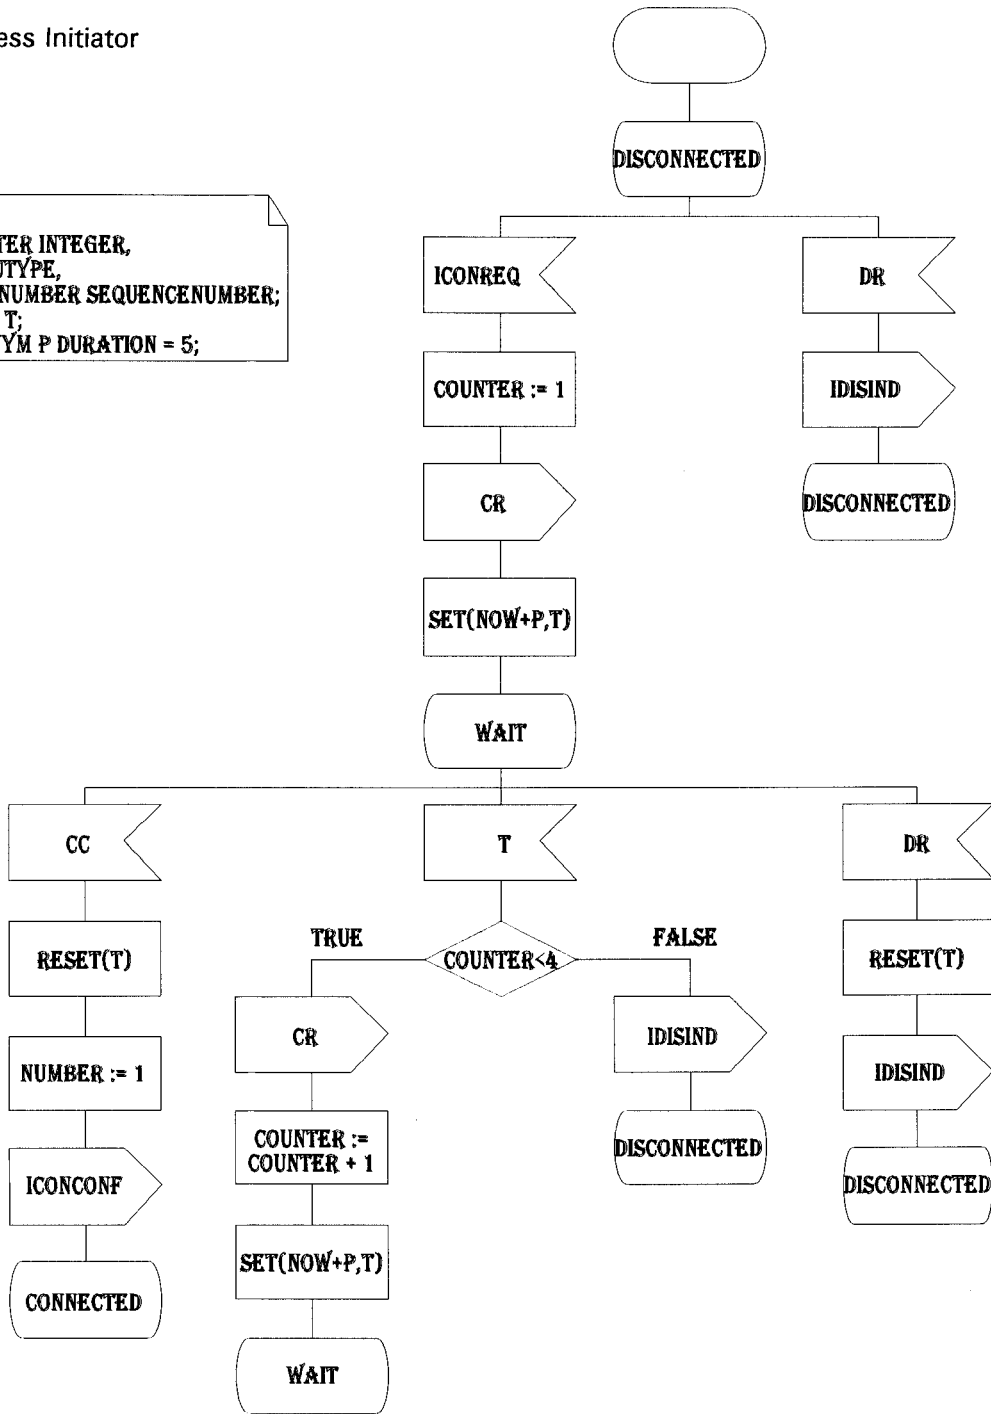 ess Initiator
DISCONNECTED
TER INTEGER,
UTYPE,
NUMBER SEQUENCENUMBER;
T;
YM P DURATION = 5;
ICONREQ
DR
COUNTER := 1
IDISIND
CR
DISCONNECTED
SET(NOW+P,T)
WAIT
CC
T
DR
RESET(T)
TRUE
COUNTER<4
FALSE
RESET(T)
NUMBER := 1
CR
IDISIND
IDISIND
ICONCONF
COUNTER :=
COUNTER + 1
DISCONNECTED
DISCONNECTED
CONNECTED
SET(NOW+P,T)
WAIT